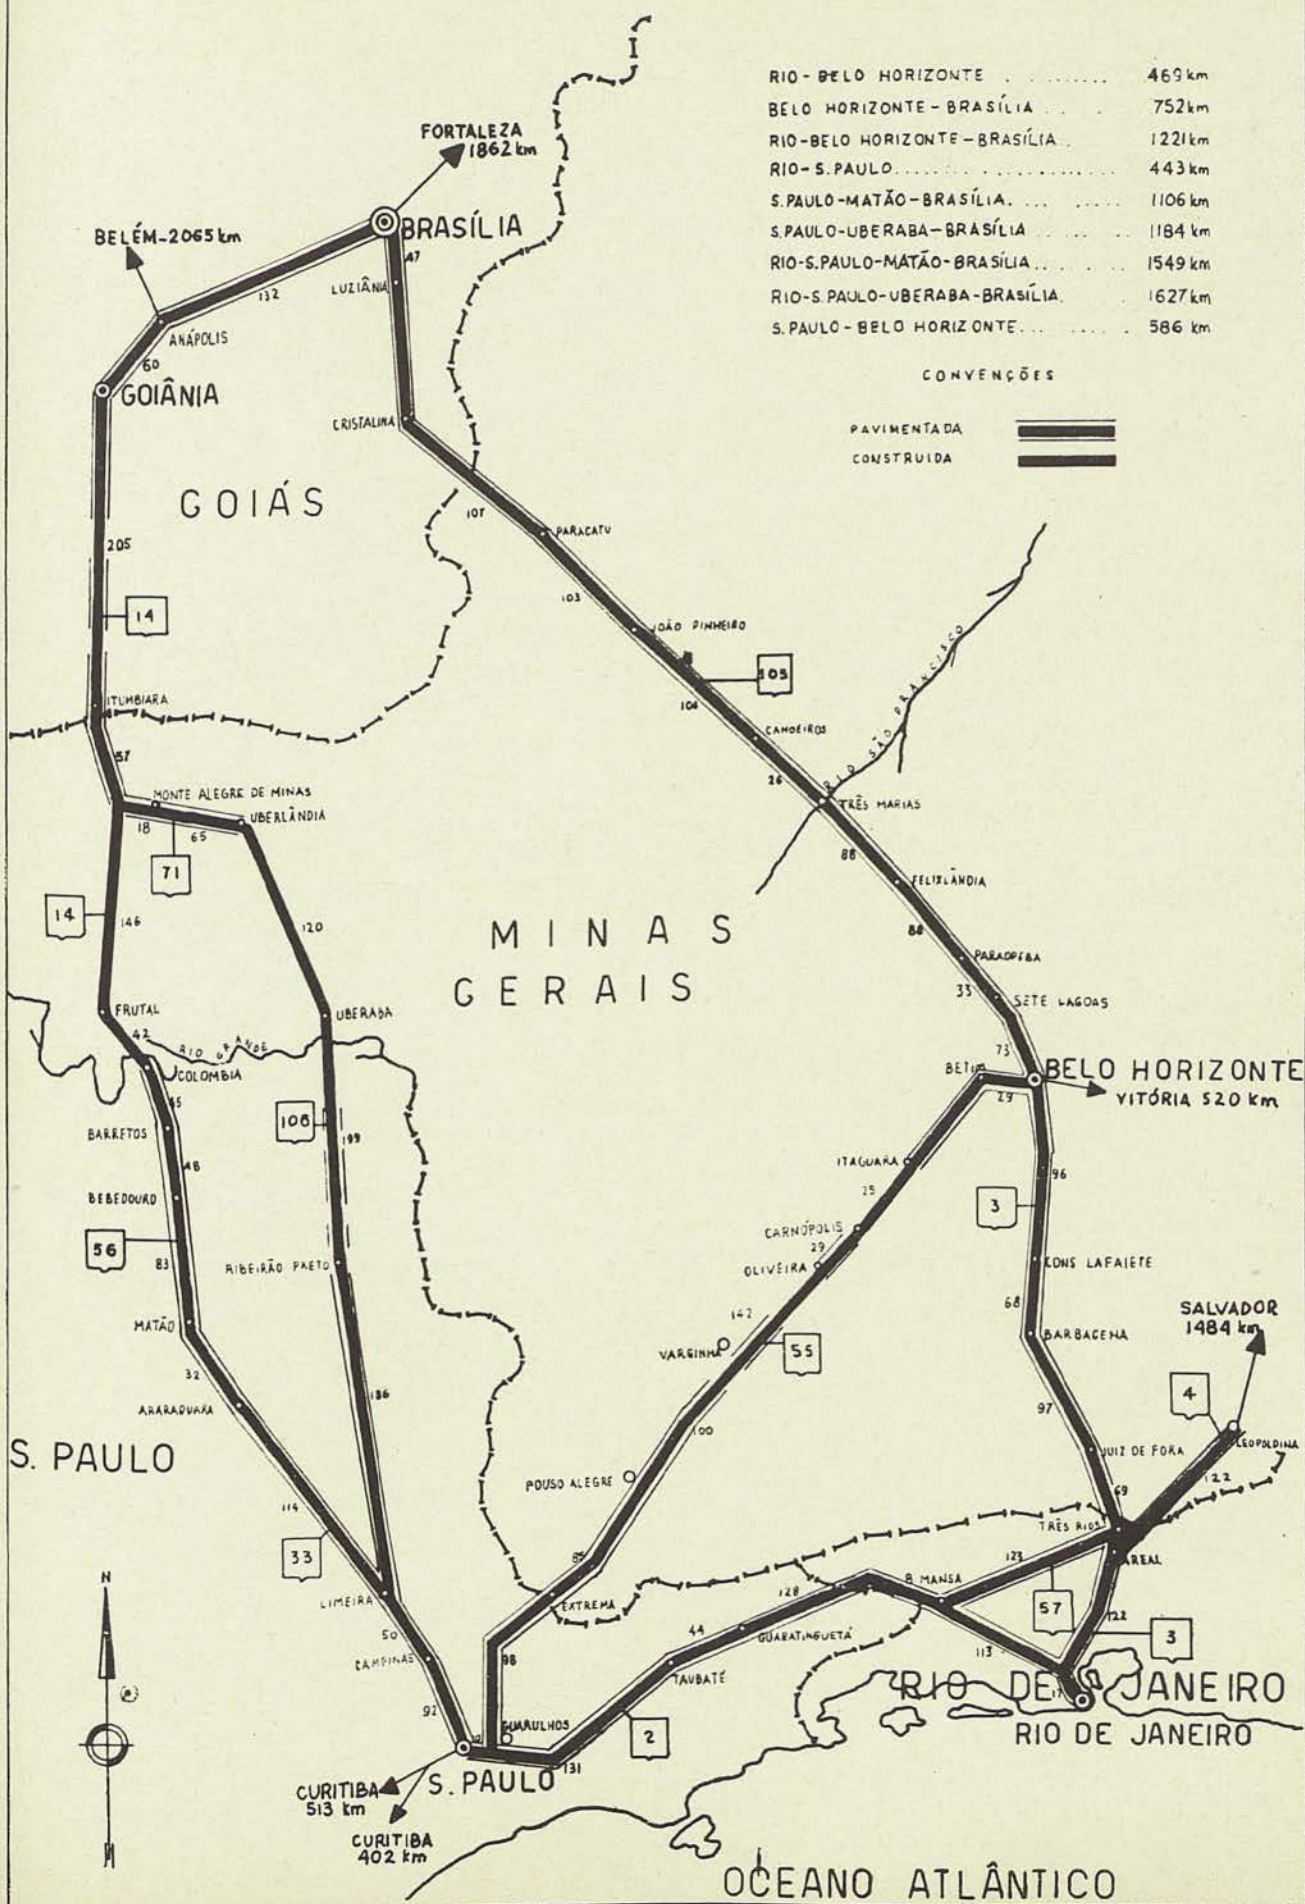 RIO - BELO HORIZONTE . ......... 469 km
BELO HORIZONTE - BRASÍLIA . . . 752 km
RIO-BELO HORIZONTE-BRASÍLIA . 1221 km
RIO - S. PAULO ..................... 443 km
S. PAULO-MATÃO-BRASÍLIA. ... ..... 1106 km
S. PAULO-UBERABA-BRASÍLIA .... .. .. 1184 km
RIO-S. PAULO-MATÃO-BRASÍLIA .. . . . . 1549 km
RIO-S. PAULO-UBERABA-BRASÍLIA. . 1627 km
S. PAULO - BELO HORIZONTE ... ..... . 586 km
CONVENÇÕES
PAVIMENTADA
CONSTRUIDA
FORTALEZA
1862 km
BRASÍLIA
BELÉM-2065 km
47
LUZIÂNIA
132
ANÁPOLIS
60
GOIÂNIA
CRISTALINA
GOIÁS
107
PARACATU
205
103
14
JOÃO PINHEIRO
105
ITUMBIARA
CANOEIROS
RIO SÃO FRANCISCO
57
26
MONTE ALEGRE DE MINAS
TRÊS MARIAS
UBERLÂNDIA
18
65
71
88
FELIXLÂNDIA
14
146
120
MINAS
GERAIS
PARAOPEBA
33
SETE LAGOAS
FRUTAL
UBERABA
42
RIO GRANDE
73
COLOMBIA
BETIM
BELO HORIZONTE
29
VITÓRIA 520 km
45
108
BARRETOS
199
ITAGUARA
48
96
BEBEDOURO
25
3
CARNÓPOLIS
56
29
83
RIBEIRÃO PRETO
OLIVEIRA
CONS LAFAIETE
68
SALVADOR
1484 km
MATÃO
142
BARBACENA
VARGINHA
55
32
186
4
ARARAQUARA
97
100
S. PAULO
JUIZ DE FORA
LEOPOLDINA
POUSO ALEGRE
122
114
69
TRÊS RIOS
33
85
123
AREAL
N
128
B MANSA
LIMEIRA
EXTREMA
57
122
50
44
GUARATINGUETÁ
3
CAMPINAS
98
113
TAUBATÉ
RIO DE JANEIRO
92
17
GUARULHOS
2
RIO DE JANEIRO
131
S. PAULO
CURITIBA
513 km
CURITIBA
402 km
OCEANO ATLÂNTICO